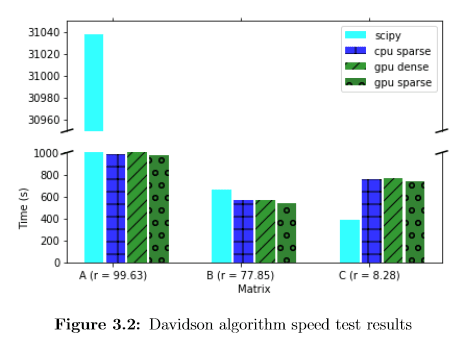 31040
31020
31000
30980
30960
1000
800
600
400
200
0
Time (s)
scipy
cpu sparse
gpu dense
gpu sparse
A (r = 99.63)
B (r = 77.85)
C (r = 8.28)
Matrix
Figure 3.2: Davidson algorithm speed test results